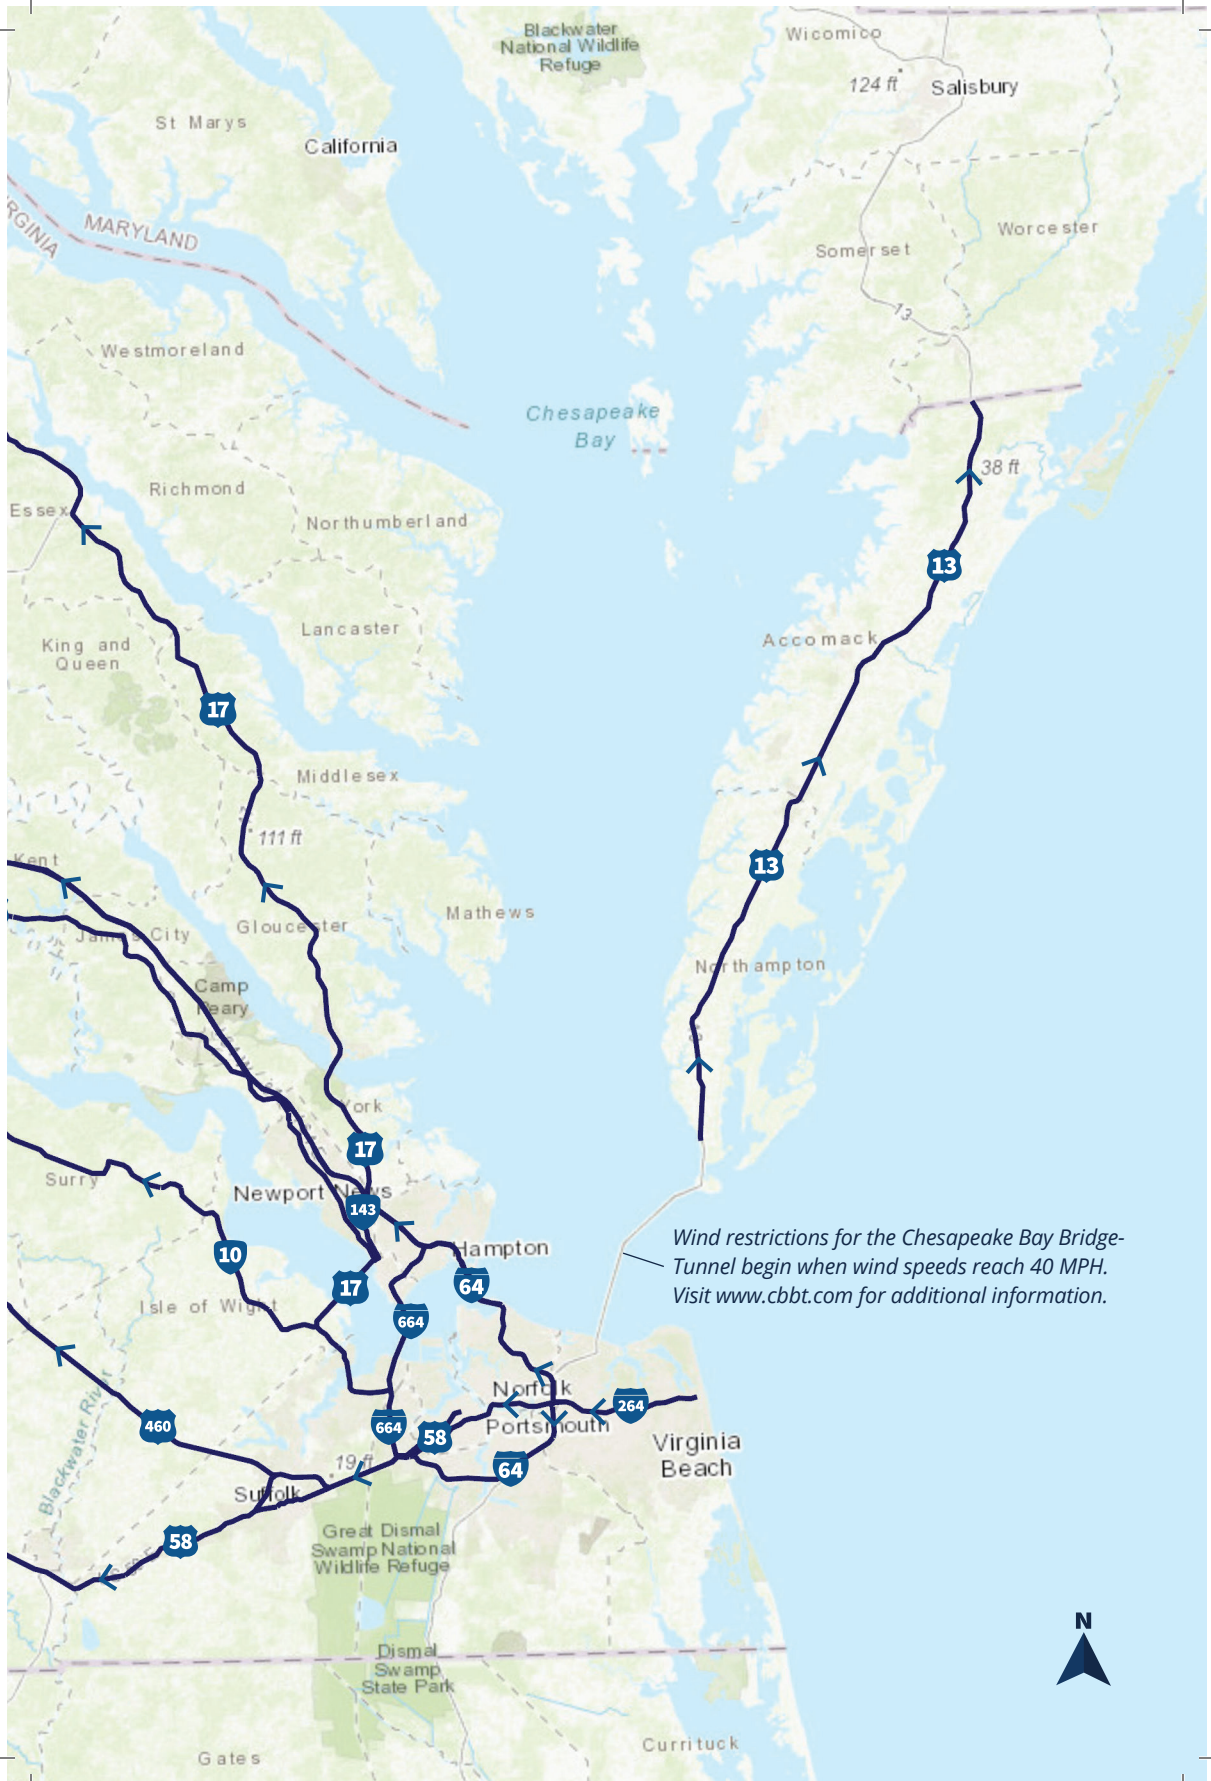 Blackwater
National Wildlife
Refuge
Wicomico
124 ft
Salisbury
St Marys
California
MARYLAND
RGINIA
Worcester
Somerset
13
Westmoreland
Chesapeake
Bay
38 ft
Richmond
Essex
Northumberland
13
Lancaster
Accomack
King and
Queen
17
Middlesex
111 ft
Kent
13
Mathews
Gloucester
James City
Northampton
Camp
Peary
York
17
Surry
Newport News
143
10
Hampton
Wind restrictions for the Chesapeake Bay Bridge-
Tunnel begin when wind speeds reach 40 MPH.
Visit www.cbbt.com for additional information.
17
64
Isle of Wight
664
Norfolk
264
Portsmouth
664
58
460
Virginia
Beach
Blackwater River
19 ft
64
Suffolk
58
Great Dismal
Swamp National
Wildlife Refuge
N
Dismal
Swamp
State Park
Currituck
Gates